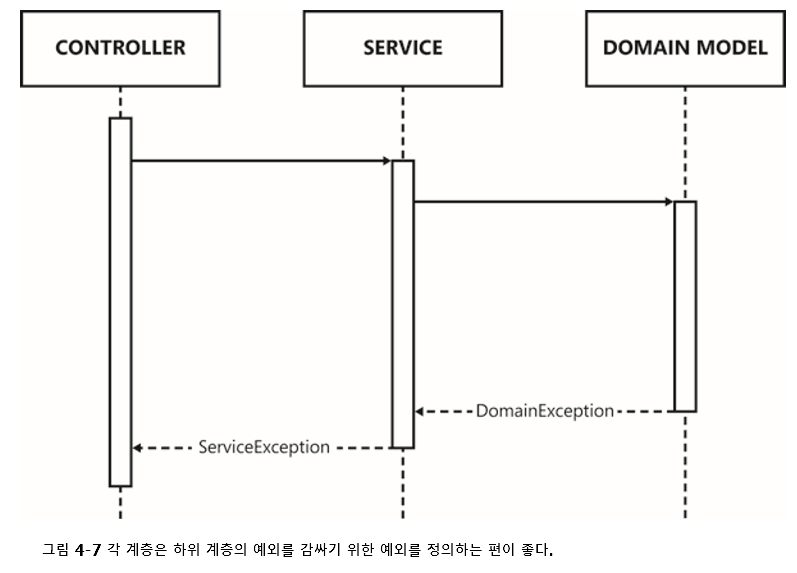 CONTROLLER
SERVICE
DOMAIN MODEL
DomainException
ServiceException
그림 4-7 각 계층은 하위 계층의 예외를 감싸기 위한 예외를 정의하는 편이 좋다.